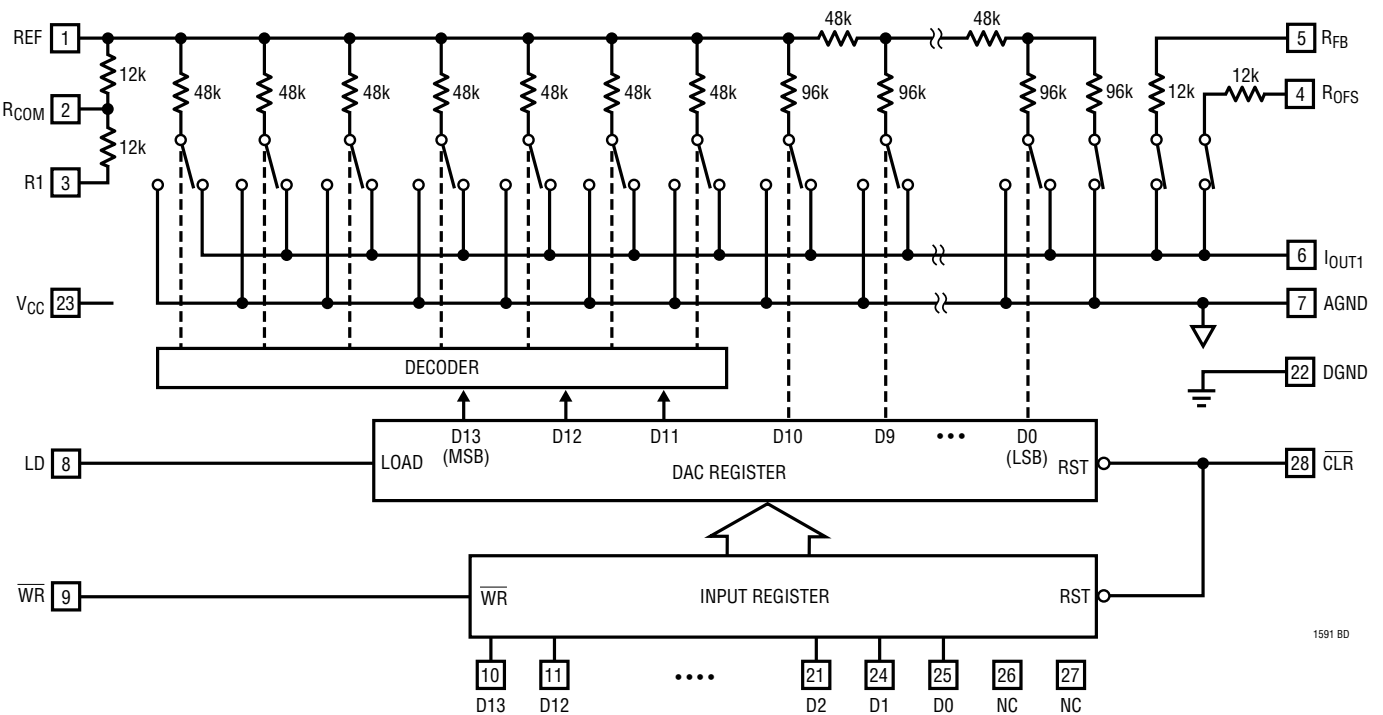 48k 48k
REF 1 5 RFB
12k 48k 48k 48k 48k 48k 48k 48k 96k 96k 96k 96k 12k 12k
RCOM 2 4 ROFS
12k
R1 3
6 IOUT1
VCC 23 7 AGND
DECODER
22 DGND
D13 D12 D11 D10 D9 •••• D0
(MSB) (LSB)
LD 8 LOAD DAC REGISTER RST 28 CLR
WR 9 WR INPUT REGISTER RST
1591 BD
10 11 •••• 21 24 25 26 27
D13 D12 D2 D1 D0 NC NC